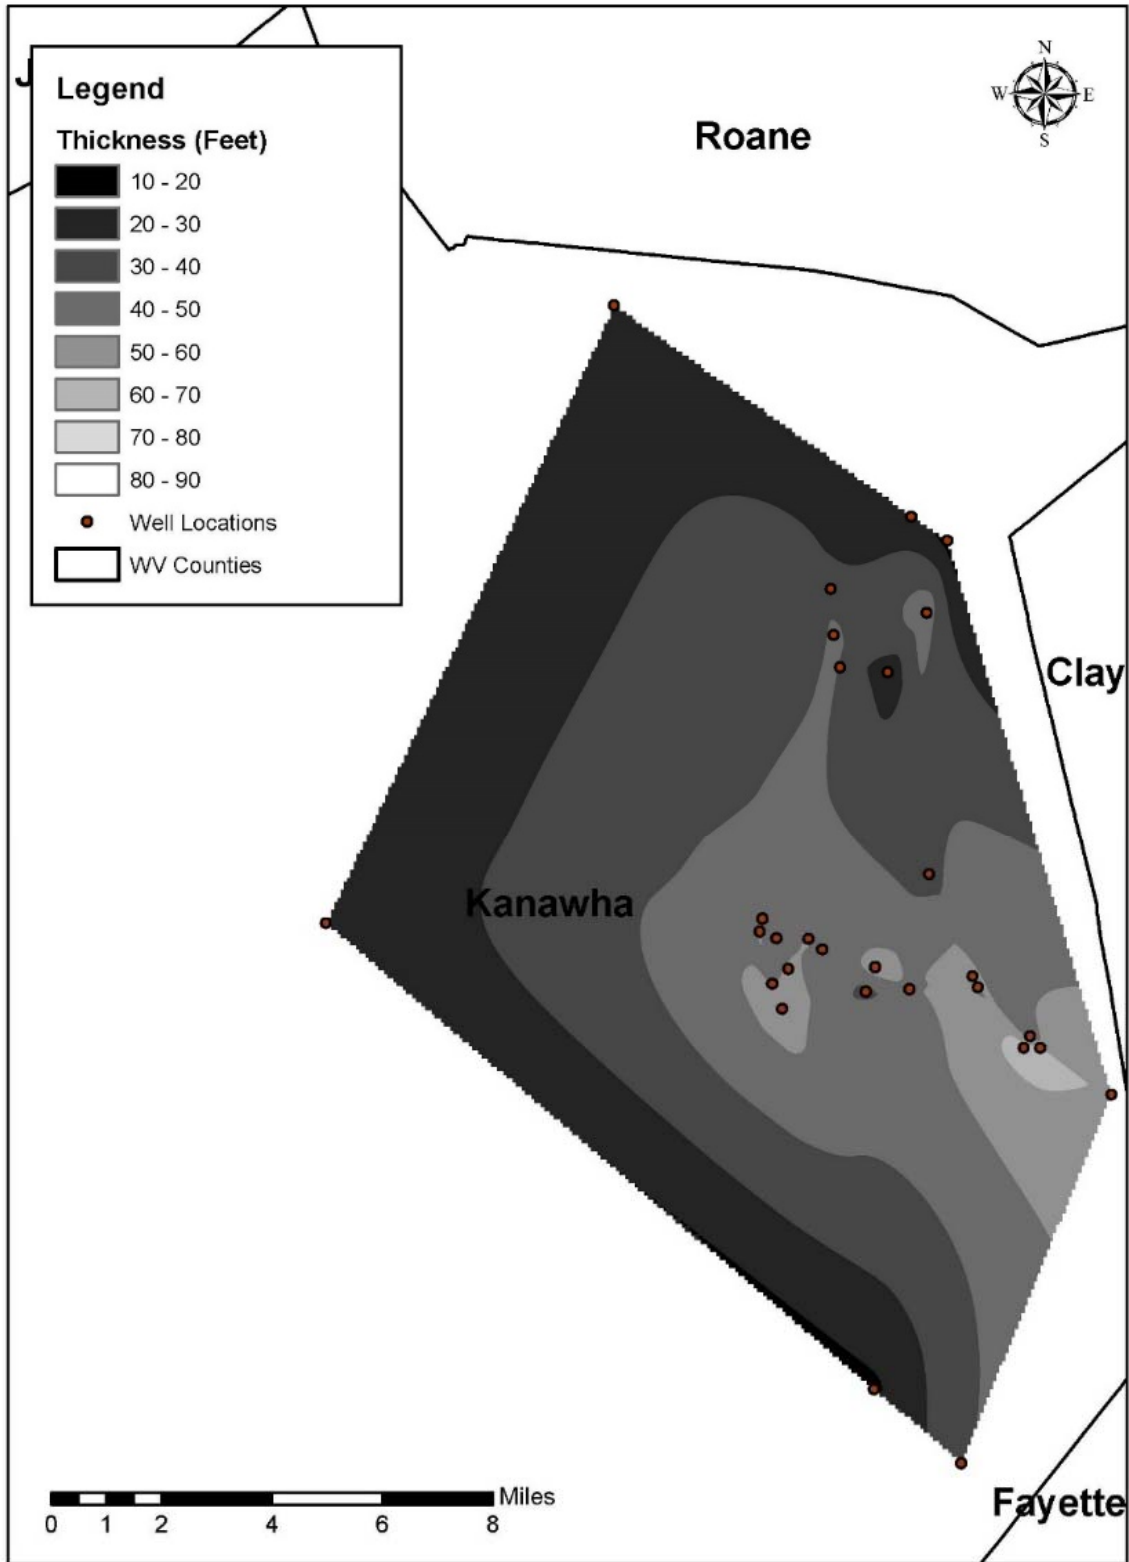 J
Legend
Thickness (Feet)
10 - 20
20 - 30
30 - 40
40 - 50
50 - 60
60 - 70
70 - 80
80 - 90
Well Locations
WV Counties
N
W E
S
Roane
Clay
Kanawha
Fayette
Miles
0 1 2 4 6 8